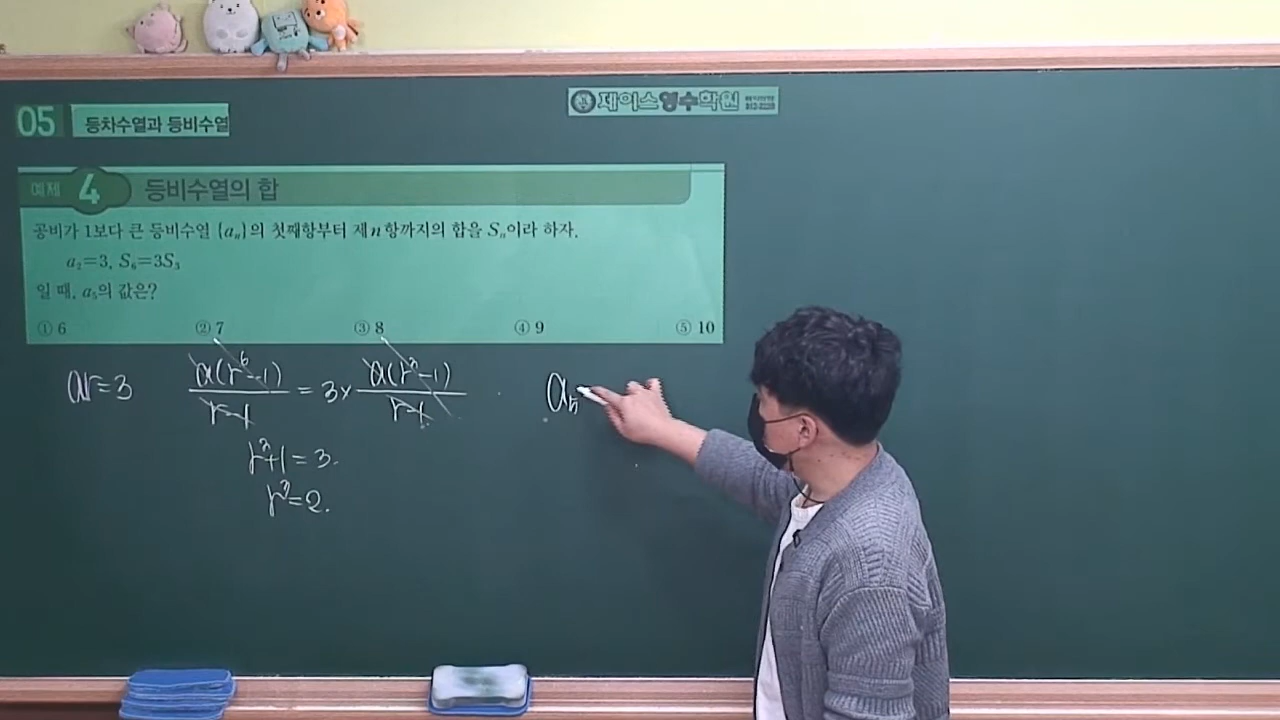 제이스영수학원
05 등차수열과 등비수열
예제 4 등비수열의 합
공비가 1보다 큰 등비수열 {aₙ}의 첫째항부터 제n항까지의 합을 Sₙ이라 하자.
a₂=3, S₆=3S₃
일 때, a₅의 값은?
① 6 ② 7 ③ 8 ④ 9 ⑤ 10
ar=3
a(r⁶-1)/(r-1) = 3× a(r³-1)/(r-1)
a₅
r³+1=3.
r³=2.